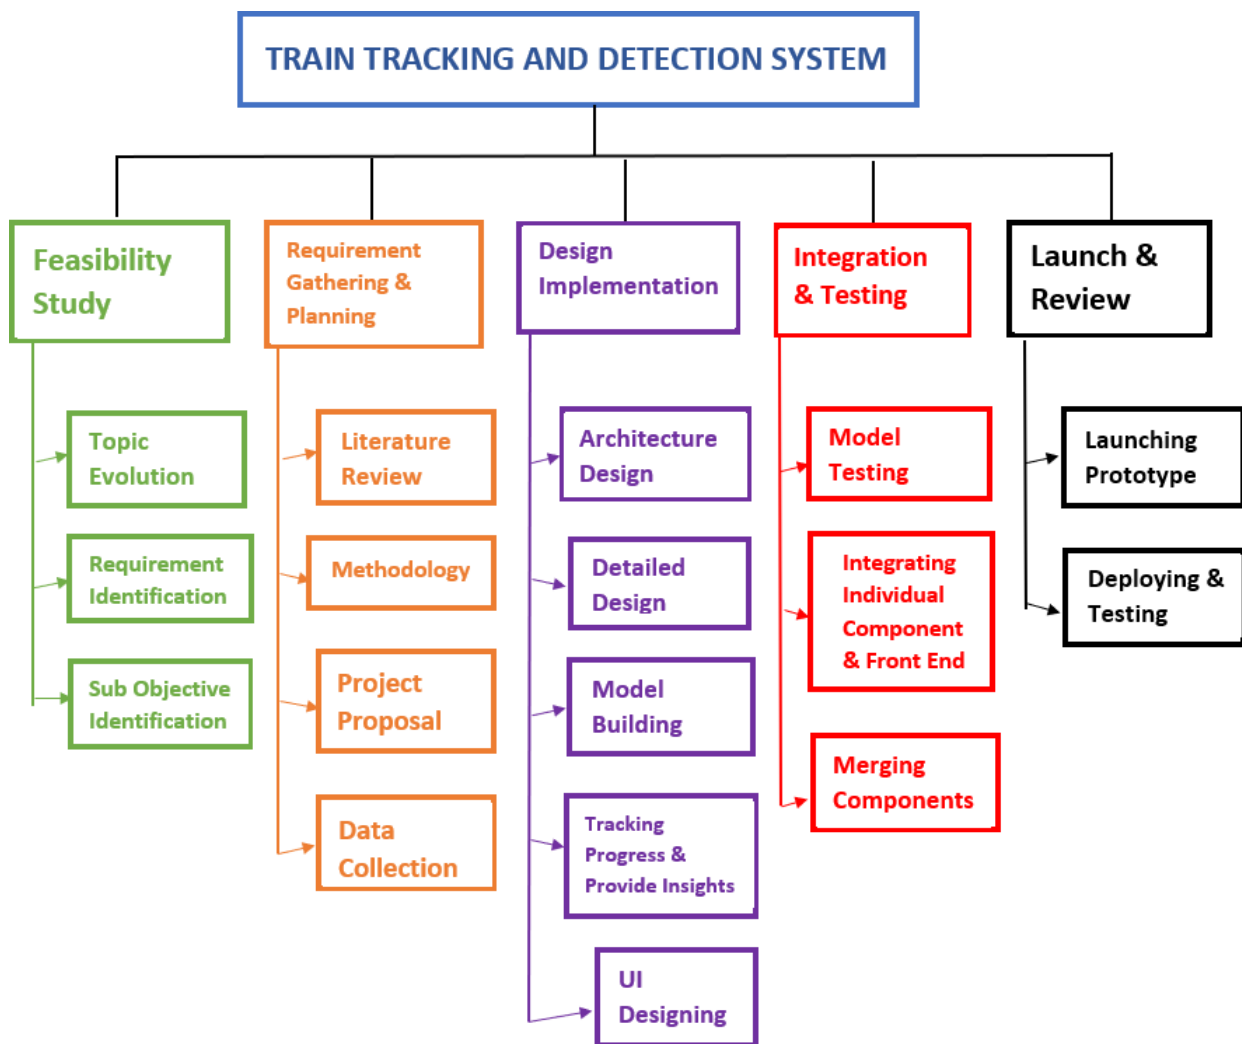 TRAIN TRACKING AND DETECTION SYSTEM
Feasibility
Study
Topic
Evolution
Requirement
Identification
Sub Objective
Identification
Requirement
Gathering &
Planning
Literature
Review
Methodology
Project
Proposal
Data
Collection
Design
Implementation
Architecture
Design
Detailed
Design
Model
Building
Tracking
Progress &
Provide Insights
UI
Designing
Integration
& Testing
Model
Testing
Integrating
Individual
Component
& Front End
Merging
Components
Launch &
Review
Launching
Prototype
Deploying &
Testing